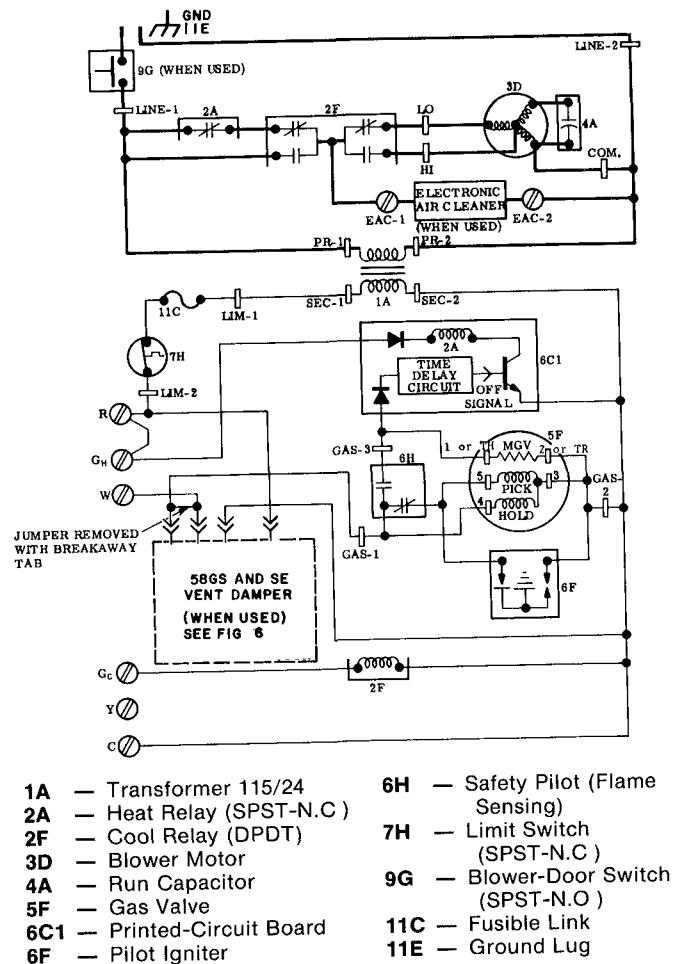 GND
11E
LINE-2
9G (WHEN USED)
LINE-1
2A
2F
LO
3D
4A
HI
COM.
ELECTRONIC
AIR CLEANER
EAC-1
(WHEN USED)
EAC-2
PR-1
PR-2
11C
LIM-1
SEC-1
1A
SEC-2
7H
2A
6C1
TIME
DELAY
CIRCUIT
OFF
SIGNAL
LIM-2
R
GH
GAS-3
1 or TH
MGV
2 or TR
5F
6H
5
PICK
3
GAS-
2
W
4
HOLD
JUMPER REMOVED
WITH BREAKAWAY
TAB
GAS-1
58GS AND SE
VENT DAMPER
(WHEN USED)
SEE FIG 6
6F
GC
2F
Y
C
1A — Transformer 115/24
2A — Heat Relay (SPST-N.C )
2F — Cool Relay (DPDT)
3D — Blower Motor
4A — Run Capacitor
5F — Gas Valve
6C1 — Printed-Circuit Board
6F — Pilot Igniter
6H — Safety Pilot (Flame
Sensing)
7H — Limit Switch
(SPST-N.C )
9G — Blower-Door Switch
(SPST-N.O )
11C — Fusible Link
11E — Ground Lug